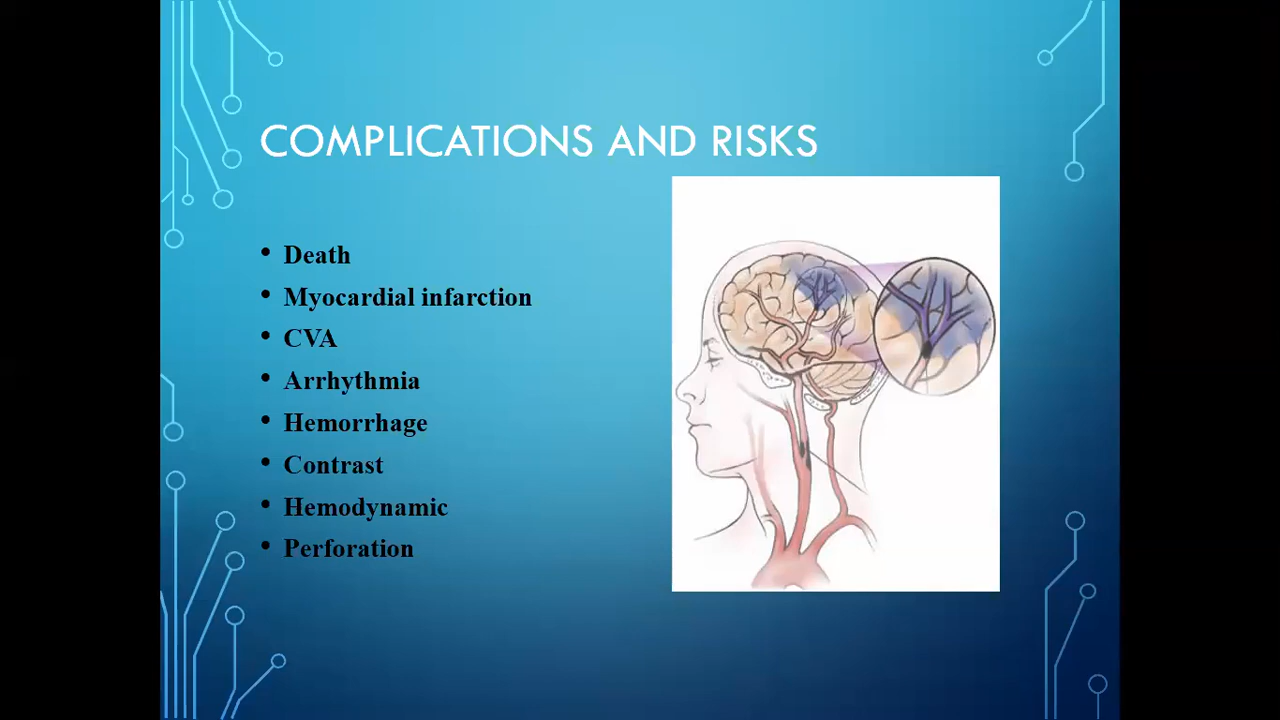 COMPLICATIONS AND RISKS
• Death
• Myocardial infarction
• CVA
• Arrhythmia
• Hemorrhage
• Contrast
• Hemodynamic
• Perforation